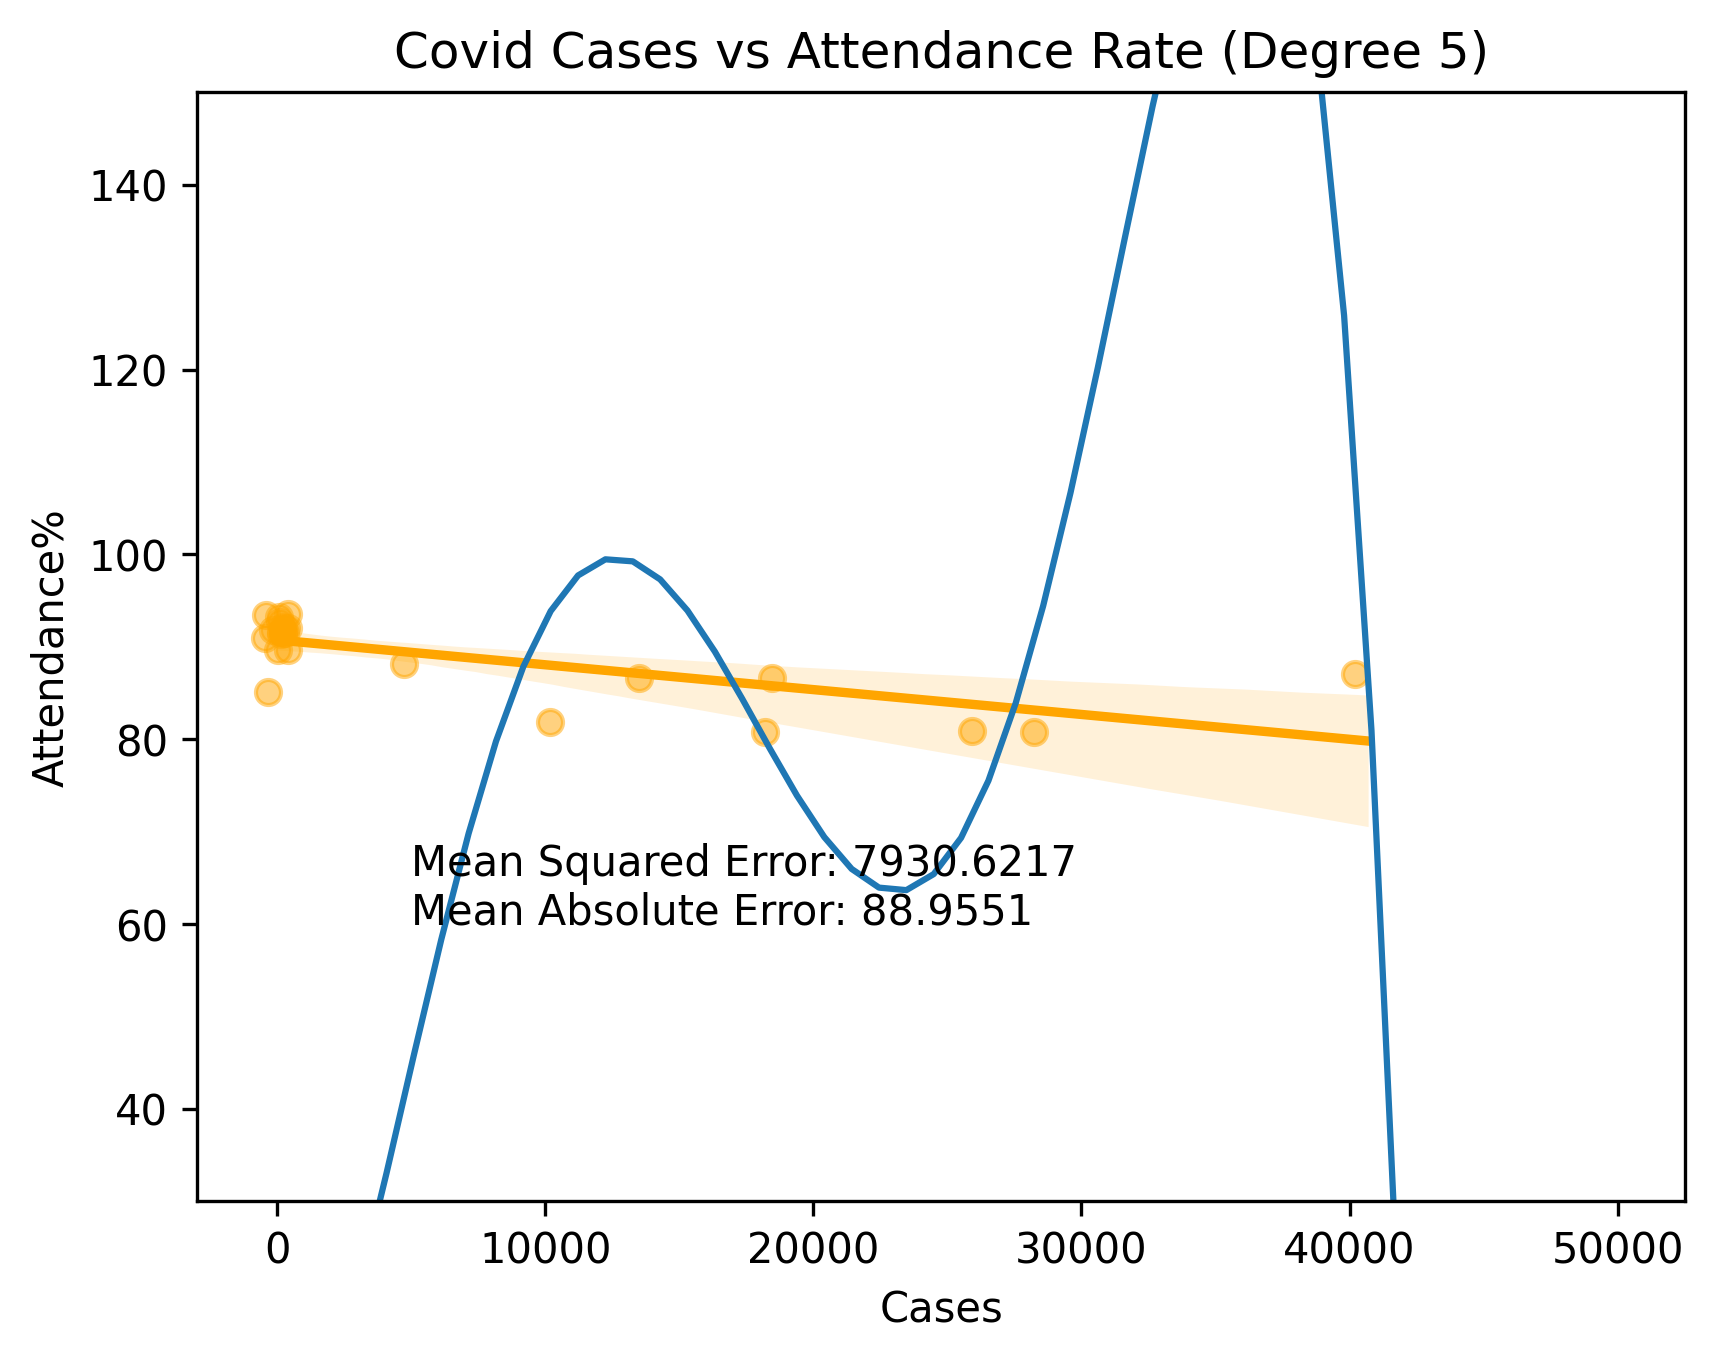 Covid Cases vs Attendance Rate (Degree 5)
140
120
100
80
60
40
Attendance%
Mean Squared Error: 7930.6217
Mean Absolute Error: 88.9551
0 10000 20000 30000 40000 50000
Cases